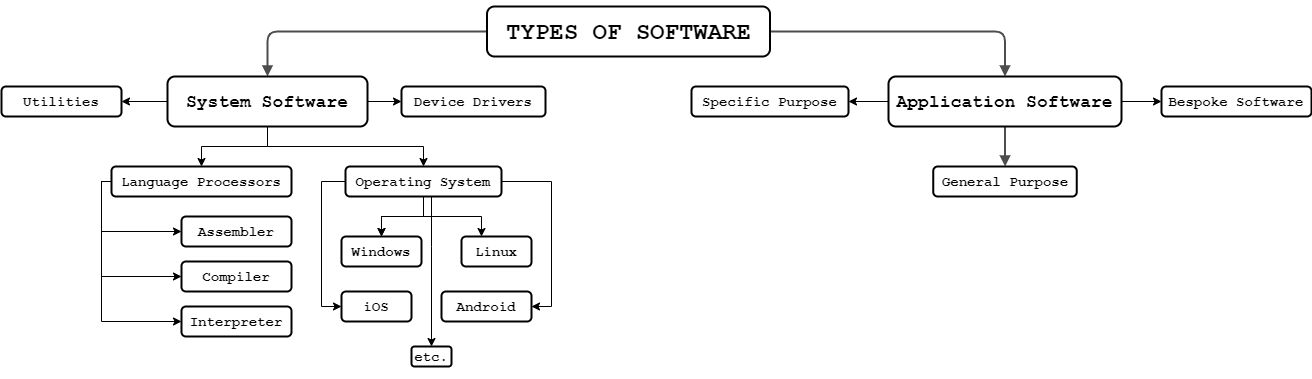 TYPES OF SOFTWARE
Utilities
System Software
Device Drivers
Specific Purpose
Application Software
Bespoke Software
Language Processors
Operating System
General Purpose
Assembler
Windows
Linux
Compiler
iOS
Android
Interpreter
etc.